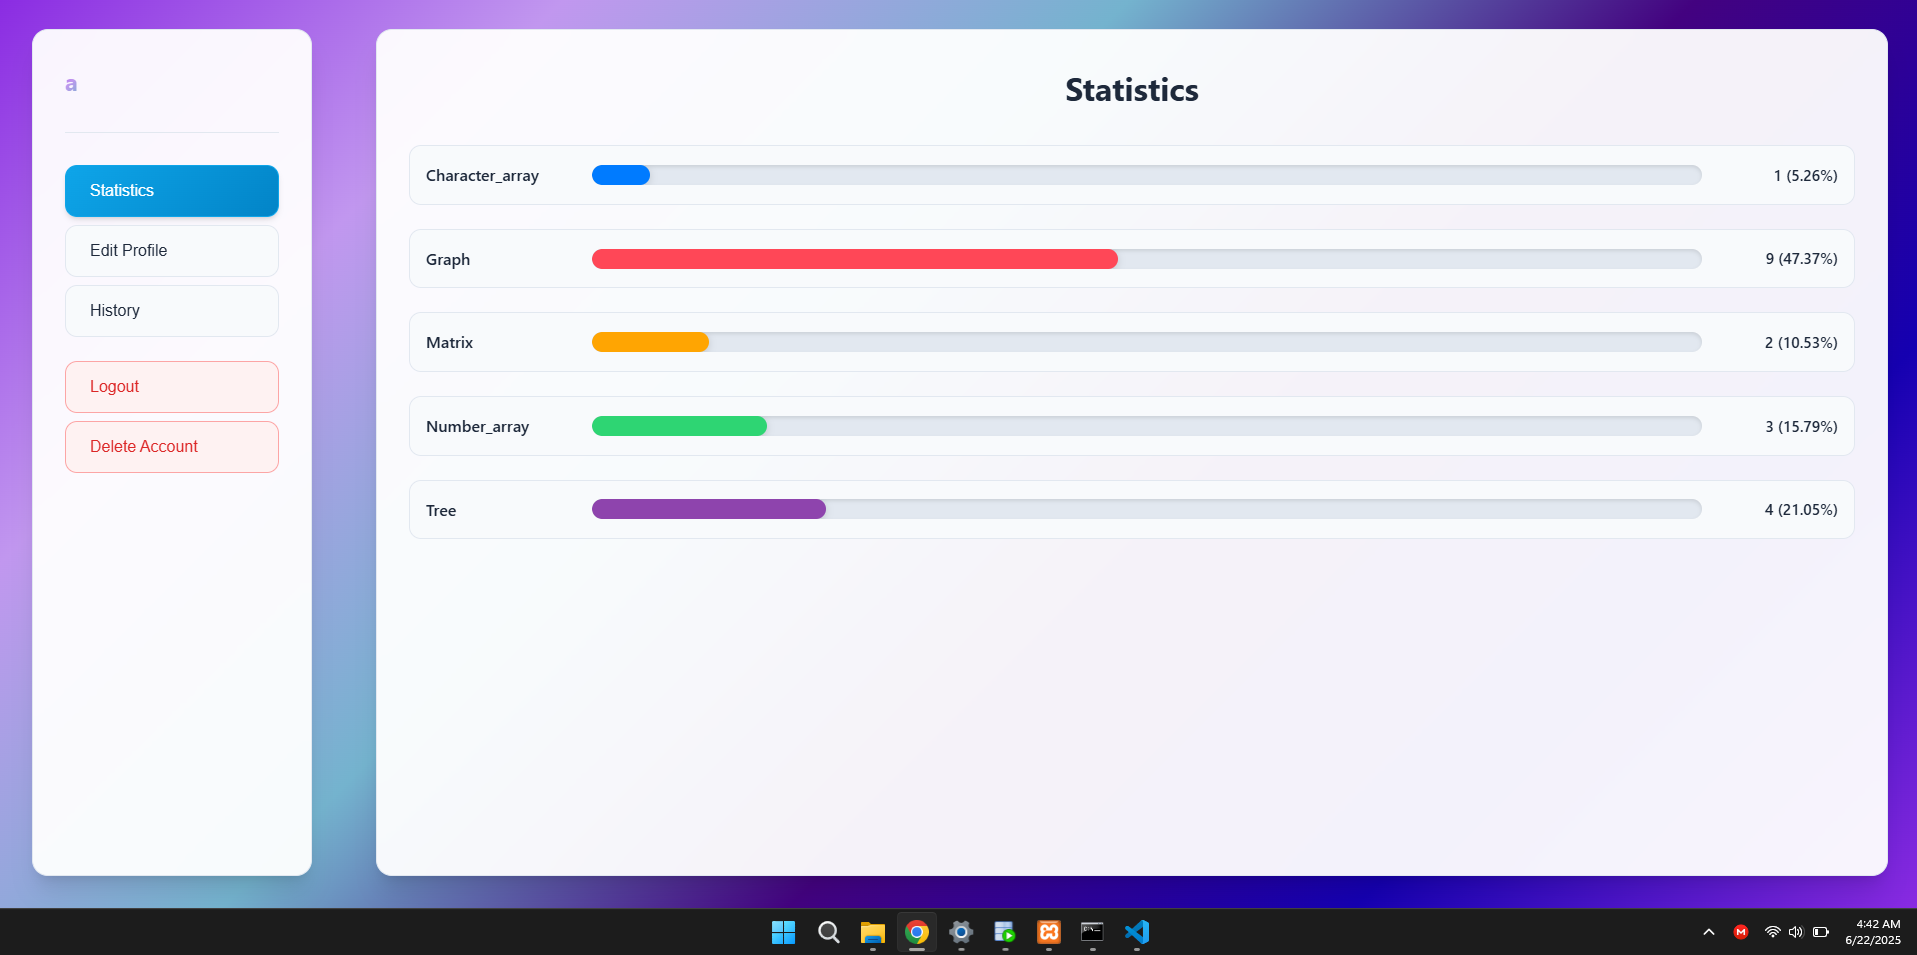 a
Statistics
Edit Profile
History
Logout
Delete Account
Statistics
Character_array 1 (5.26%)
Graph 9 (47.37%)
Matrix 2 (10.53%)
Number_array 3 (15.79%)
Tree 4 (21.05%)
4:42 AM
6/22/2025